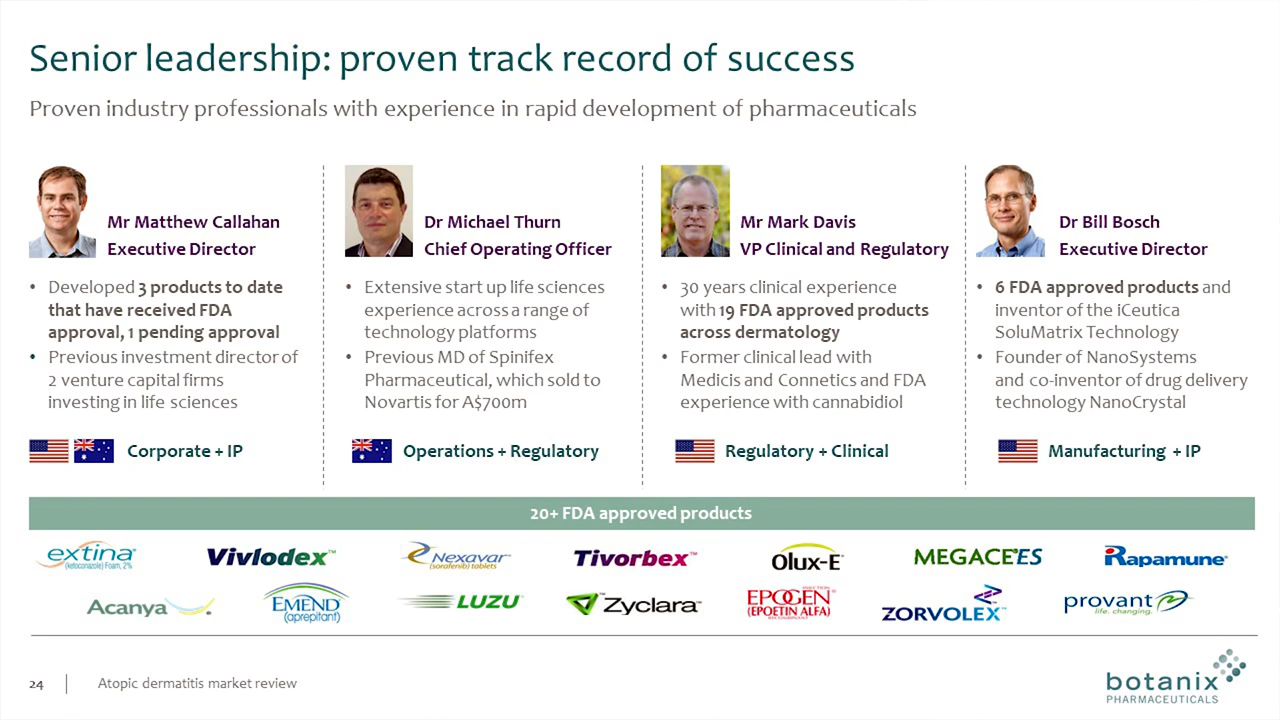 Senior leadership: proven track record of success
Proven industry professionals with experience in rapid development of pharmaceuticals
Mr Matthew Callahan
Executive Director
• Developed 3 products to date
that have received FDA
approval, 1 pending approval
• Previous investment director of
2 venture capital firms
investing in life sciences
Corporate + IP
Dr Michael Thurn
Chief Operating Officer
• Extensive start up life sciences
experience across a range of
technology platforms
• Previous MD of Spinifex
Pharmaceutical, which sold to
Novartis for A$700m
Operations + Regulatory
Mr Mark Davis
VP Clinical and Regulatory
• 30 years clinical experience
with 19 FDA approved products
across dermatology
• Former clinical lead with
Medicis and Connetics and FDA
experience with cannabidiol
Regulatory + Clinical
Dr Bill Bosch
Executive Director
• 6 FDA approved products and
inventor of the iCeutica
SoluMatrix Technology
• Founder of NanoSystems
and co-inventor of drug delivery
technology NanoCrystal
Manufacturing + IP
20+ FDA approved products
extina®
(ketoconazole) Foam, 2%
Vivlodex™
Nexavar®
(sorafenib) tablets
Tivorbex™
Olux-E®
MEGACE®ES
Rapamune®
Acanya®
EMEND®
(aprepitant)
LUZU®
Zyclara™
EPOGEN®
(EPOETIN ALFA)
ZORVOLEX™
provant®
life. changing.
24 | Atopic dermatitis market review
botanix
PHARMACEUTICALS